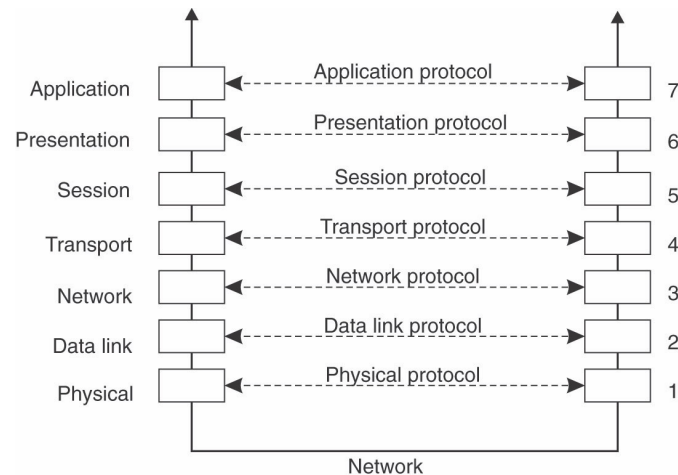 Application
Application protocol
7
Presentation
Presentation protocol
6
Session
Session protocol
5
Transport
Transport protocol
4
Network
Network protocol
3
Data link
Data link protocol
2
Physical
Physical protocol
1
Network